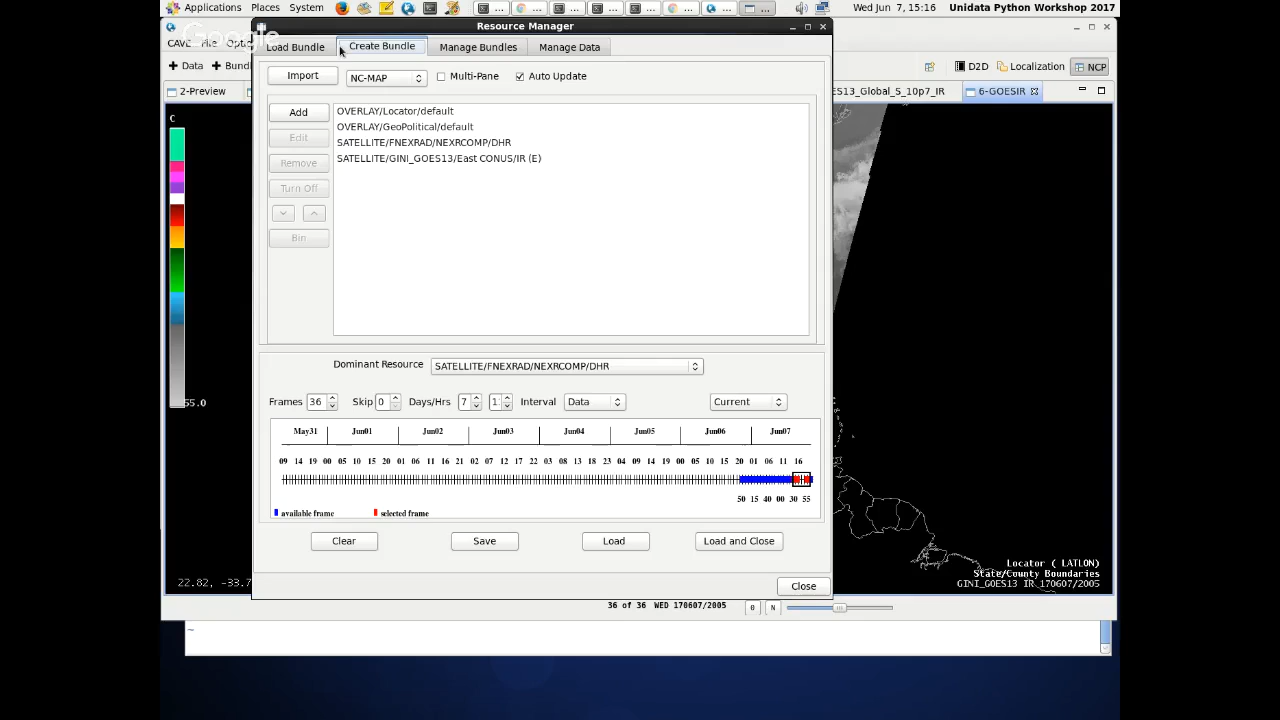 Applications Places System Wed Jun 7, 15:16 Unidata Python Workshop 2017
Resource Manager
Google
CAVE File
Load Bundle Create Bundle Manage Bundles Manage Data
+ Data + Bund D2D Localization NCP
Import NC-MAP Multi-Pane Auto Update
2-Preview ES13_Global_S_10p7_IR 6-GOESIR
Add
Edit
Remove
Turn Off
Bin
OVERLAY/Locator/default
OVERLAY/GeoPolitical/default
SATELLITE/FNEXRAD/NEXRCOMP/DHR
SATELLITE/GINI_GOES13/East CONUS/IR (E)
C
55.0
Dominant Resource SATELLITE/FNEXRAD/NEXRCOMP/DHR
Frames 36 Skip 0 Days/Hrs 7 1 Interval Data Current
May31 Jun01 Jun02 Jun03 Jun04 Jun05 Jun06 Jun07
09 14 19 00 05 10 15 20 01 06 11 16 21 02 07 12 17 22 03 08 13 18 23 04 09 14 19 00 05 10 15 20 01 06 11 16
50 15 40 00 30 55
available frame selected frame
Clear Save Load Load and Close
Close
22.82, -33.7
Locator ( LATLON)
State/County Boundaries
GINI_GOES13 IR 170607/2005
36 of 36 WED 170607/2005 0 N
~